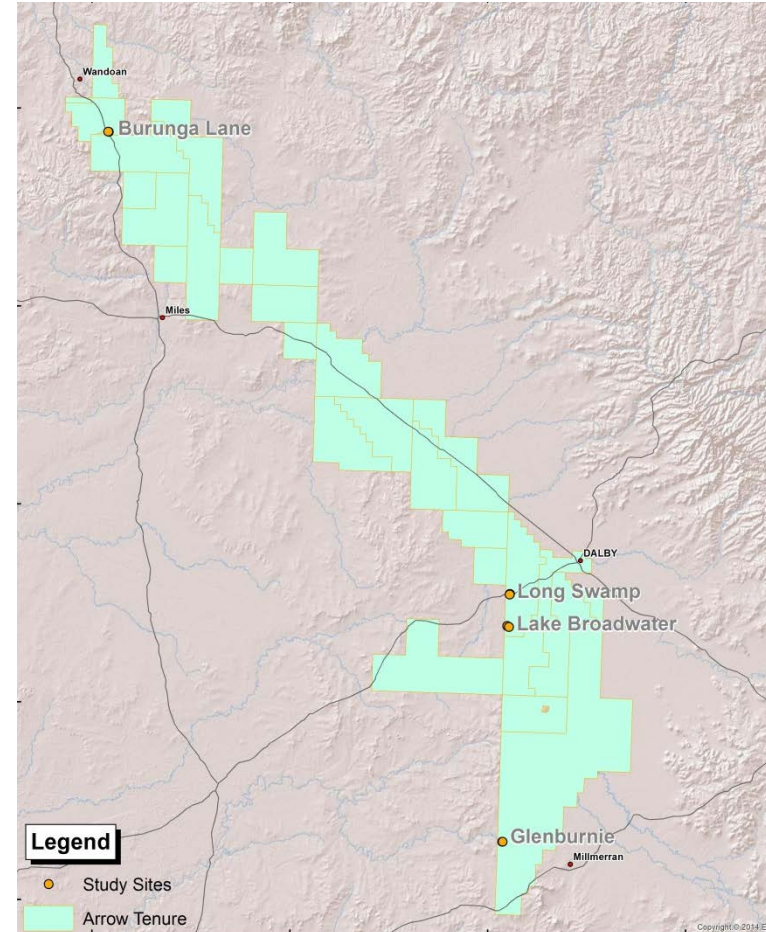 Wandoan
Burunga Lane
Miles
DALBY
Long Swamp
Lake Broadwater
Glenburnie
Millmerran
Legend
Study Sites
Arrow Tenure
Copyright © 2014 E